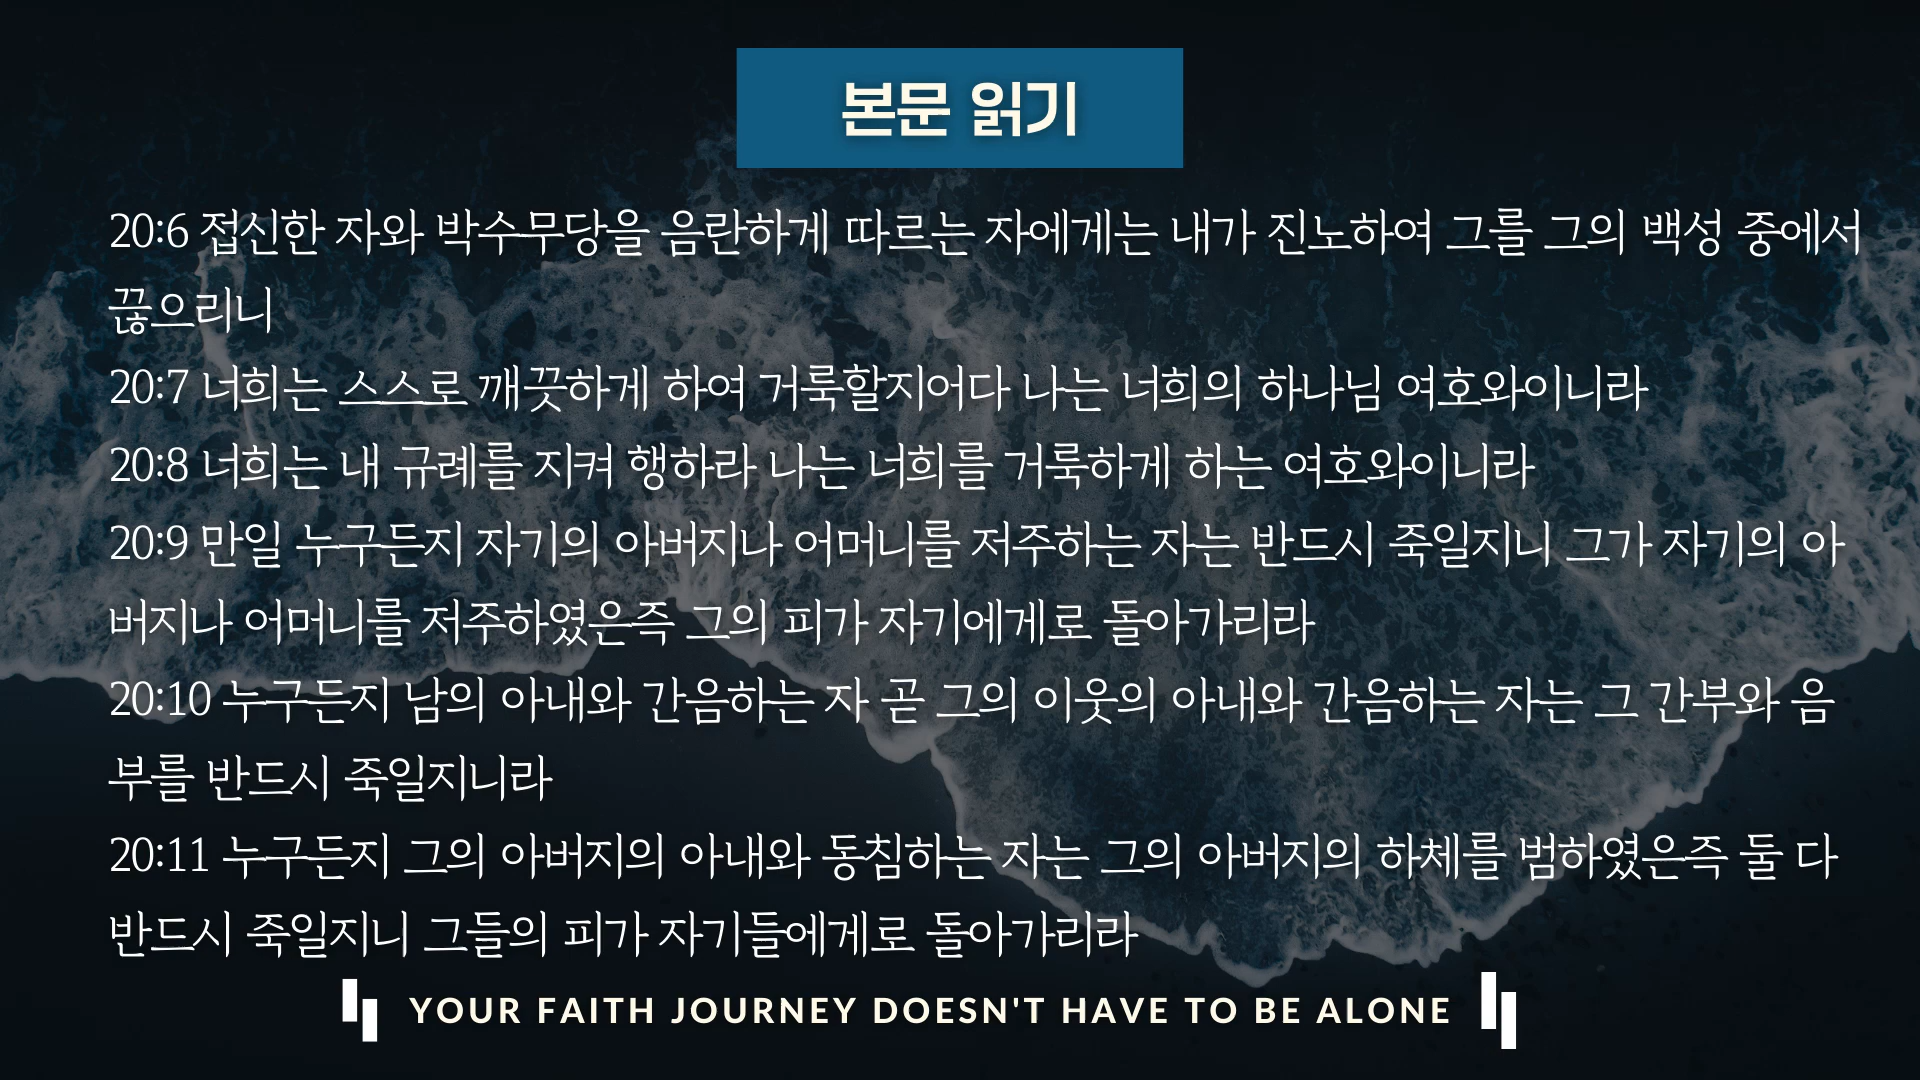 본문 읽기
20:6 접신한 자와 박수무당을 음란하게 따르는 자에게는 내가 진노하여 그를 그의 백성 중에서
끊으리니
20:7 너희는 스스로 깨끗하게 하여 거룩할지어다 나는 너희의 하나님 여호와이니라
20:8 너희는 내 규례를 지켜 행하라 나는 너희를 거룩하게 하는 여호와이니라
20:9 만일 누구든지 자기의 아버지나 어머니를 저주하는 자는 반드시 죽일지니 그가 자기의 아
버지나 어머니를 저주하였은즉 그의 피가 자기에게로 돌아가리라
20:10 누구든지 남의 아내와 간음하는 자 곧 그의 이웃의 아내와 간음하는 자는 그 간부와 음
부를 반드시 죽일지니라
20:11 누구든지 그의 아버지의 아내와 동침하는 자는 그의 아버지의 하체를 범하였은즉 둘 다
반드시 죽일지니 그들의 피가 자기들에게로 돌아가리라
YOUR FAITH JOURNEY DOESN'T HAVE TO BE ALONE